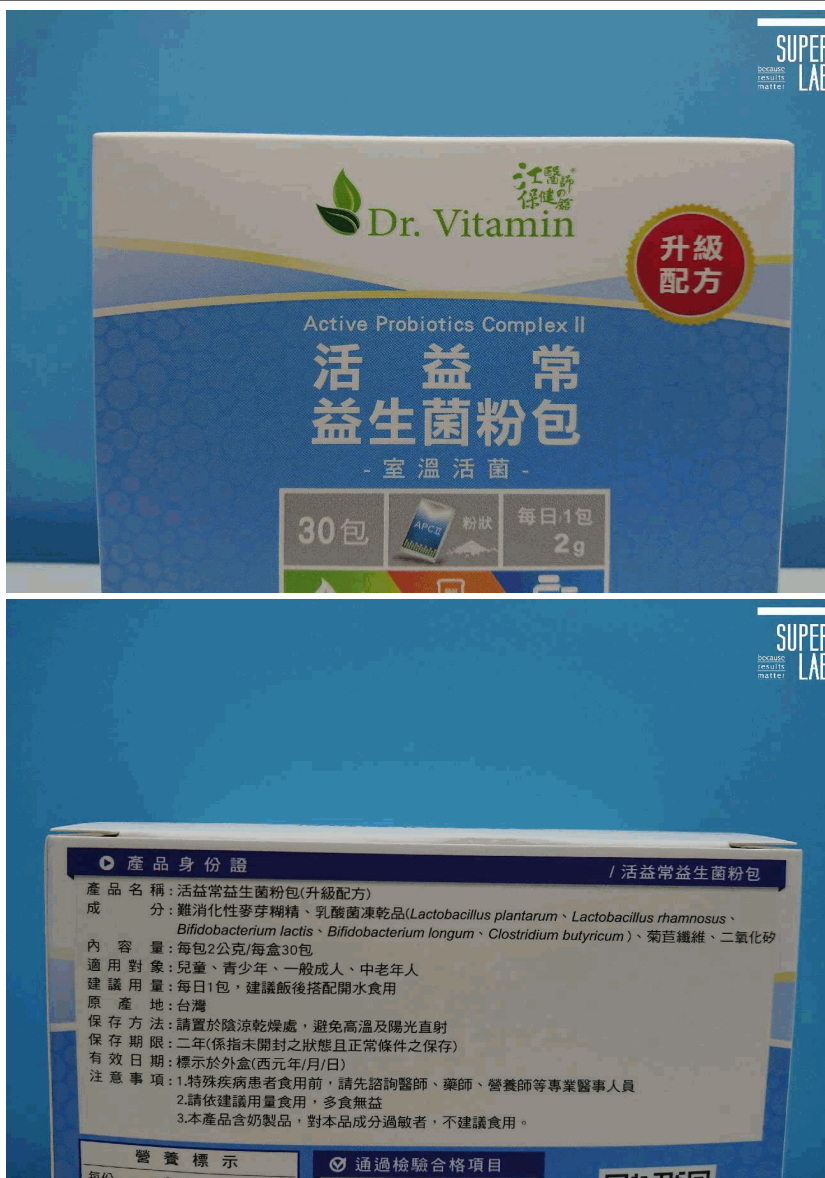 SUPER
because
results
matter
LAB
江醫師
保健の館
Dr. Vitamin
升級
配方
Active Probiotics Complex II
活益常
益生菌粉包
- 室溫活菌 -
30包
APC II
粉狀
每日1包
2g
SUPER
because
results
matter
LAB
產品身份證
/ 活益常益生菌粉包
產品名稱：活益常益生菌粉包(升級配方)
成分：難消化性麥芽糊精、乳酸菌凍乾品(Lactobacillus plantarum、Lactobacillus rhamnosus、
Bifidobacterium lactis、Bifidobacterium longum、Clostridium butyricum)、菊苣纖維、二氧化矽
內容量：每包2公克/每盒30包
適用對象：兒童、青少年、一般成人、中老年人
建議用量：每日1包，建議飯後搭配開水食用
原產地：台灣
保存方法：請置於陰涼乾燥處，避免高溫及陽光直射
保存期限：二年(係指未開封之狀態且正常條件之保存)
有效日期：標示於外盒(西元年/月/日)
注意事項：1.特殊疾病患者食用前，請先諮詢醫師、藥師、營養師等專業醫事人員
2.請依建議用量食用，多食無益
3.本產品含奶製品，對本品成分過敏者，不建議食用。
營養標示
通過檢驗合格項目